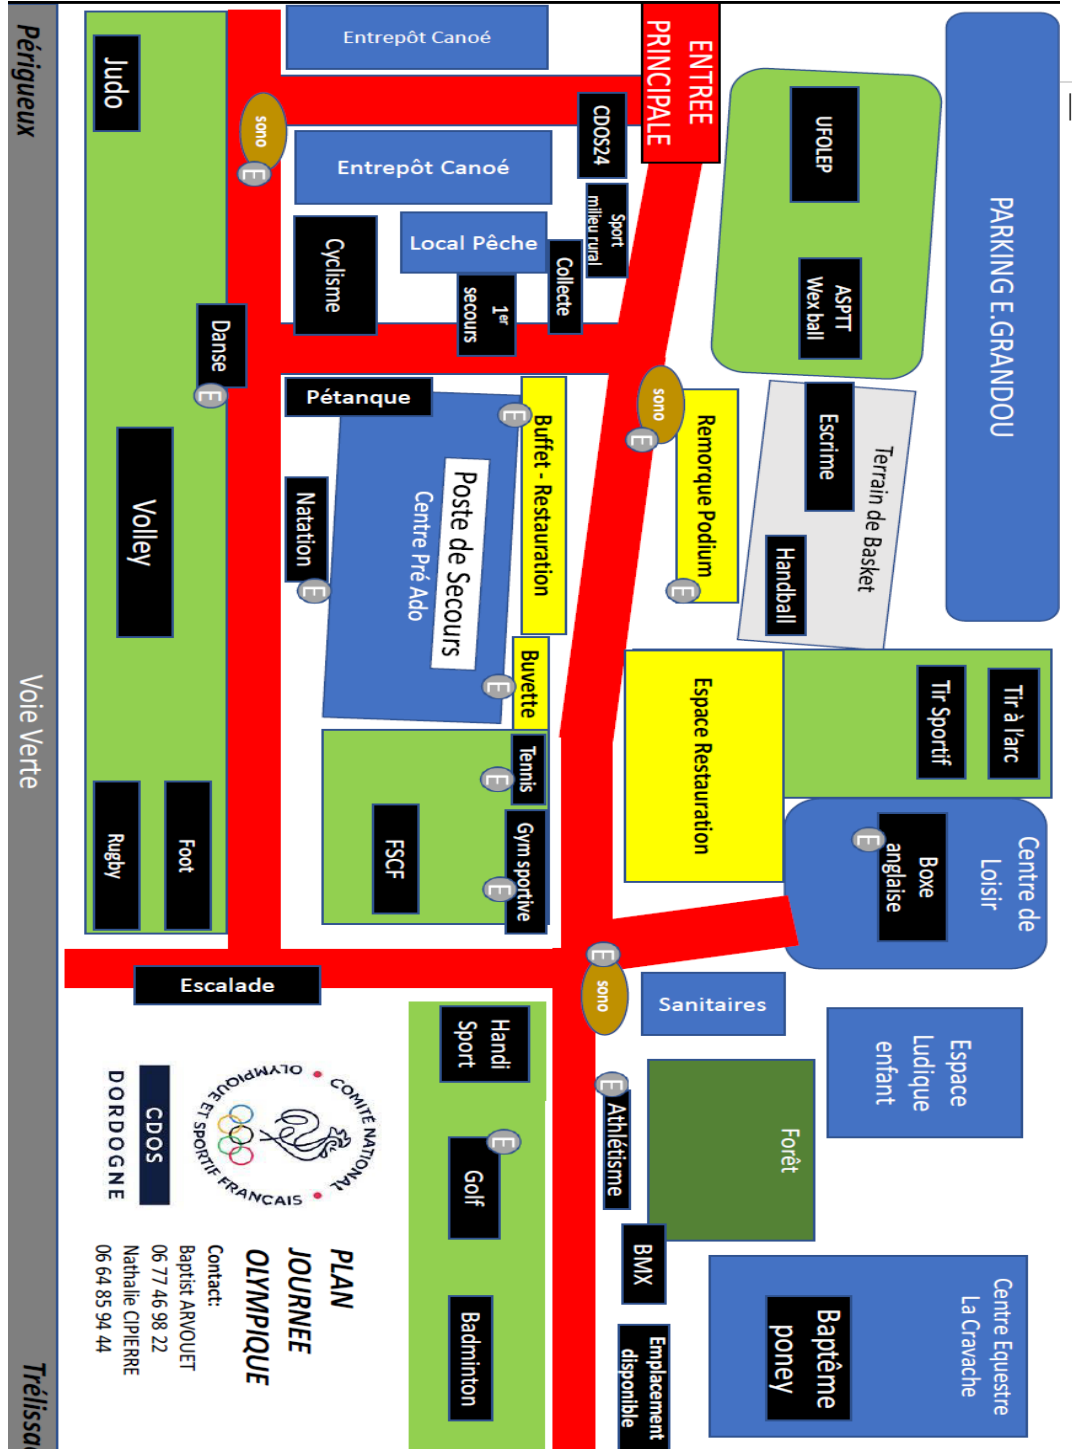 Périgueux
Voie Verte
Trélissac
Entrepôt Canoé
ENTREE
PRINCIPALE
PARKING E.GRANDOU
Judo
sono
E
Entrepôt Canoé
CDOS24
UFOLEP
Sport
milieu rural
Local Pêche
Cyclisme
Collecte
1er
secours
ASPTT
Wex ball
Danse
E
Pétanque
sono
E
Buffet - Restauration
E
Remorque Podium
E
Escrime
Terrain de Basket
Handball
Volley
Natation
E
Poste de Secours
Centre Pré Ado
Buvette
E
Espace Restauration
Tir Sportif
Tir à l'arc
Tennis
E
Gym sportive
E
FSCF
Foot
Rugby
Boxe
anglaise
E
Centre de
Loisir
Escalade
E
sono
Sanitaires
Espace
Ludique
enfant
Handi
Sport
Golf
E
Badminton
E
Athlétisme
Forêt
BMX
Emplacement
disponible
Centre Equestre
La Cravache
Baptême
poney
COMITÉ NATIONAL
OLYMPIQUE ET SPORTIF FRANCAIS
CDOS
DORDOGNE
PLAN
JOURNEE
OLYMPIQUE
Contact:
Baptist ARVOUET
06 77 46 98 22
Nathalie CIPIERRE
06 64 85 94 44